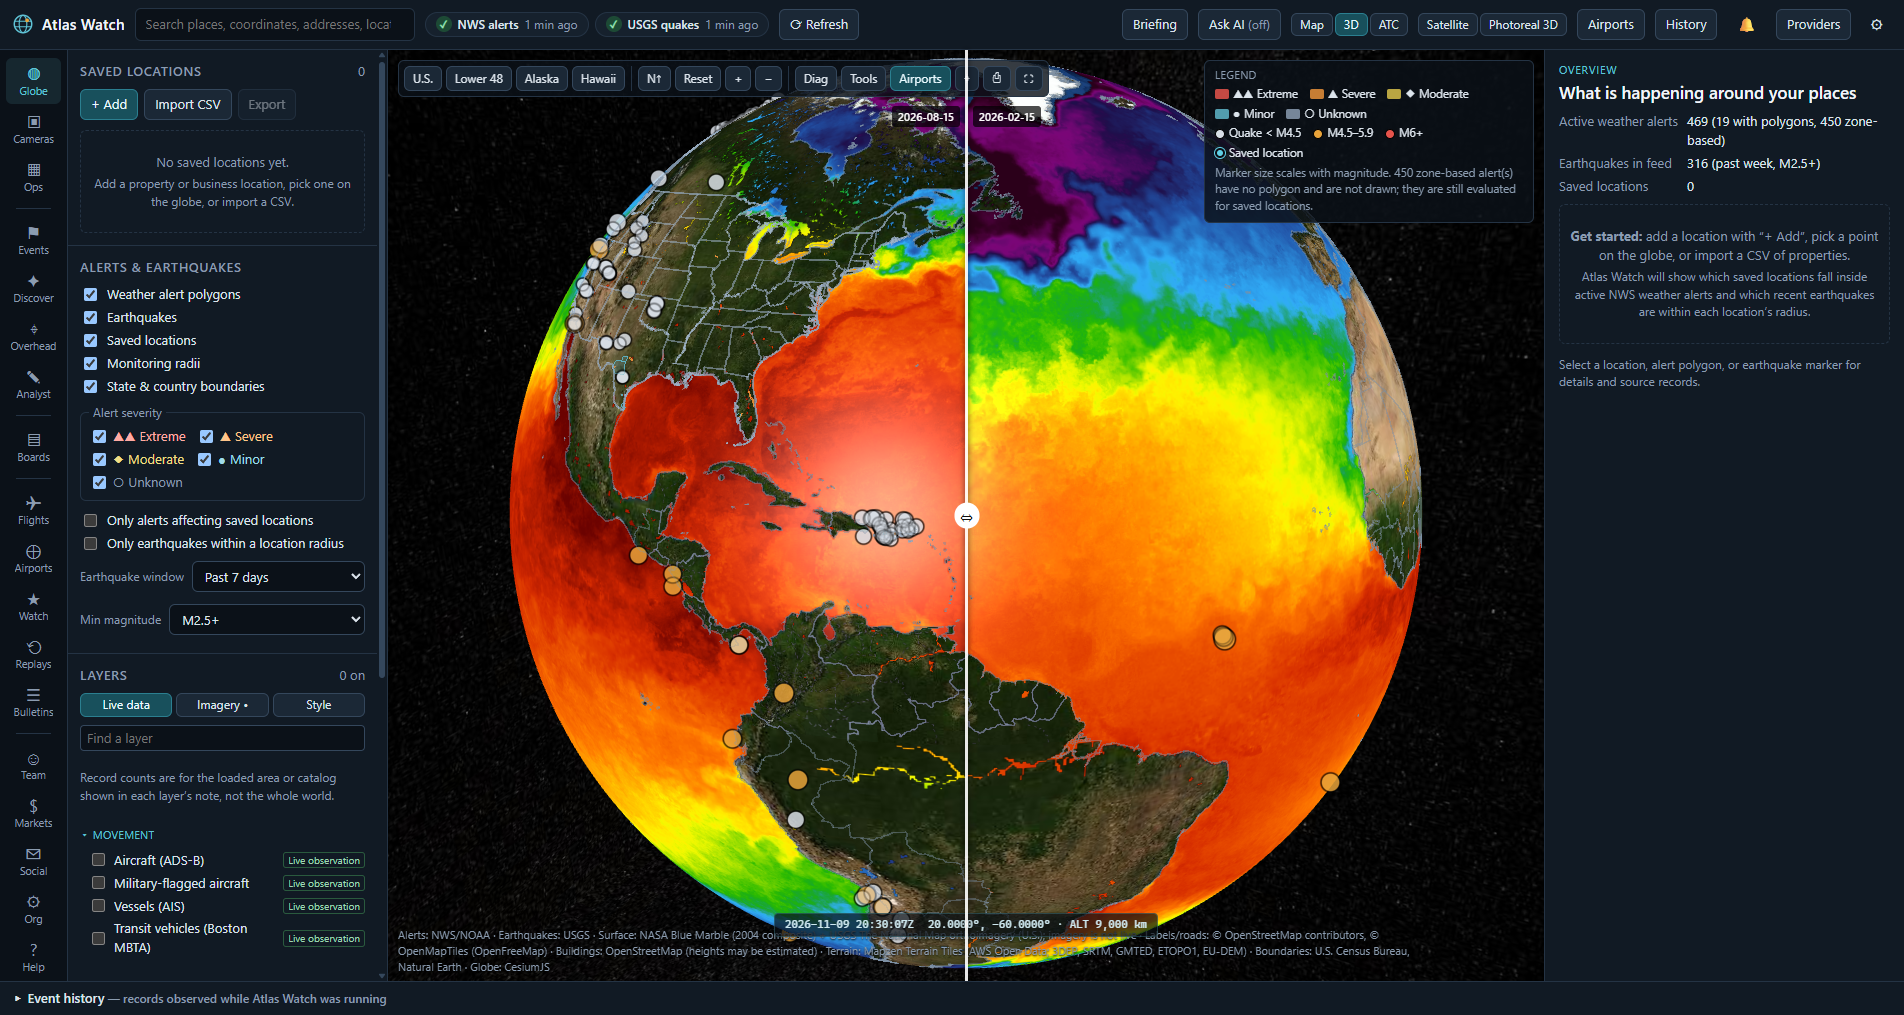 Atlas Watch
Search places, coordinates, addresses, locat
NWS alerts 1 min ago
USGS quakes 1 min ago
Refresh
Briefing
Ask AI (off)
Map
3D
ATC
Satellite
Photoreal 3D
Airports
History
Providers
Globe
Cameras
Ops
Events
Discover
Overhead
Analyst
Boards
Flights
Airports
Watch
Replays
Bulletins
Team
Markets
Social
Org
Help
SAVED LOCATIONS 0
+ Add
Import CSV
Export
No saved locations yet.
Add a property or business location, pick one on
the globe, or import a CSV.
ALERTS & EARTHQUAKES
Weather alert polygons
Earthquakes
Saved locations
Monitoring radii
State & country boundaries
Alert severity
▲▲ Extreme ▲ Severe
◆ Moderate ● Minor
○ Unknown
Only alerts affecting saved locations
Only earthquakes within a location radius
Earthquake window Past 7 days
Min magnitude M2.5+
LAYERS 0 on
Live data
Imagery •
Style
Find a layer
Record counts are for the loaded area or catalog
shown in each layer's note, not the whole world.
MOVEMENT
Aircraft (ADS-B) Live observation
Military-flagged aircraft Live observation
Vessels (AIS) Live observation
Transit vehicles (Boston
MBTA) Live observation
U.S.
Lower 48
Alaska
Hawaii
N↑
Reset
+
−
Diag
Tools
Airports
2026-08-15
2026-02-15
LEGEND
▲▲ Extreme ▲ Severe ◆ Moderate
● Minor ○ Unknown
Quake < M4.5 M4.5–5.9 M6+
Saved location
Marker size scales with magnitude. 450 zone-based alert(s)
have no polygon and are not drawn; they are still evaluated
for saved locations.
2026-11-09 20:30:07Z 20.0000°, −60.0000° · ALT 9,000 km
Alerts: NWS/NOAA · Earthquakes: USGS · Surface: NASA Blue Marble (2004 Labels/roads: © OpenStreetMap contributors, ©
OpenMapTiles (OpenFreeMap) · Buildings: OpenStreetMap (heights may be estimated) · Terrain: Mapzen Terrain Tiles (AWS Open Data; 3DEP, SRTM, GMTED, ETOPO1, EU-DEM) · Boundaries: U.S. Census Bureau,
Natural Earth · Globe: CesiumJS
OVERVIEW
What is happening around your places
Active weather alerts 469 (19 with polygons, 450 zone-
based)
Earthquakes in feed 316 (past week, M2.5+)
Saved locations 0
Get started: add a location with “+ Add”, pick a point
on the globe, or import a CSV of properties.
Atlas Watch will show which saved locations fall inside
active NWS weather alerts and which recent earthquakes
are within each location's radius.
Select a location, alert polygon, or earthquake marker for
details and source records.
Event history — records observed while Atlas Watch was running